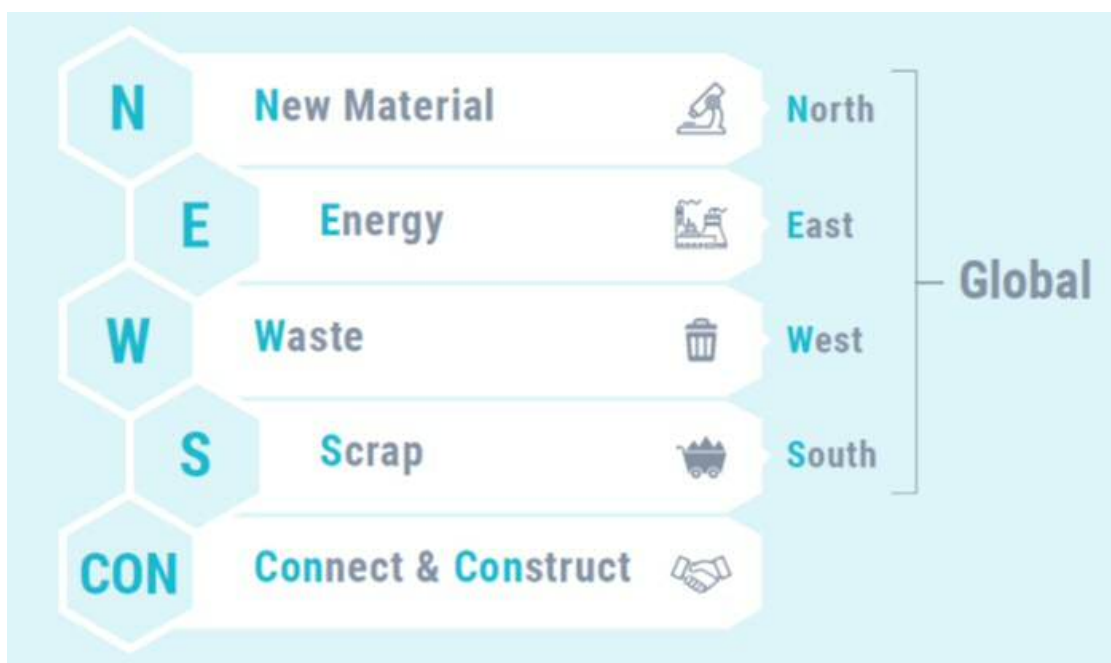 N New Material North
E Energy East
W Waste West
S Scrap South
Global
CON Connect & Construct